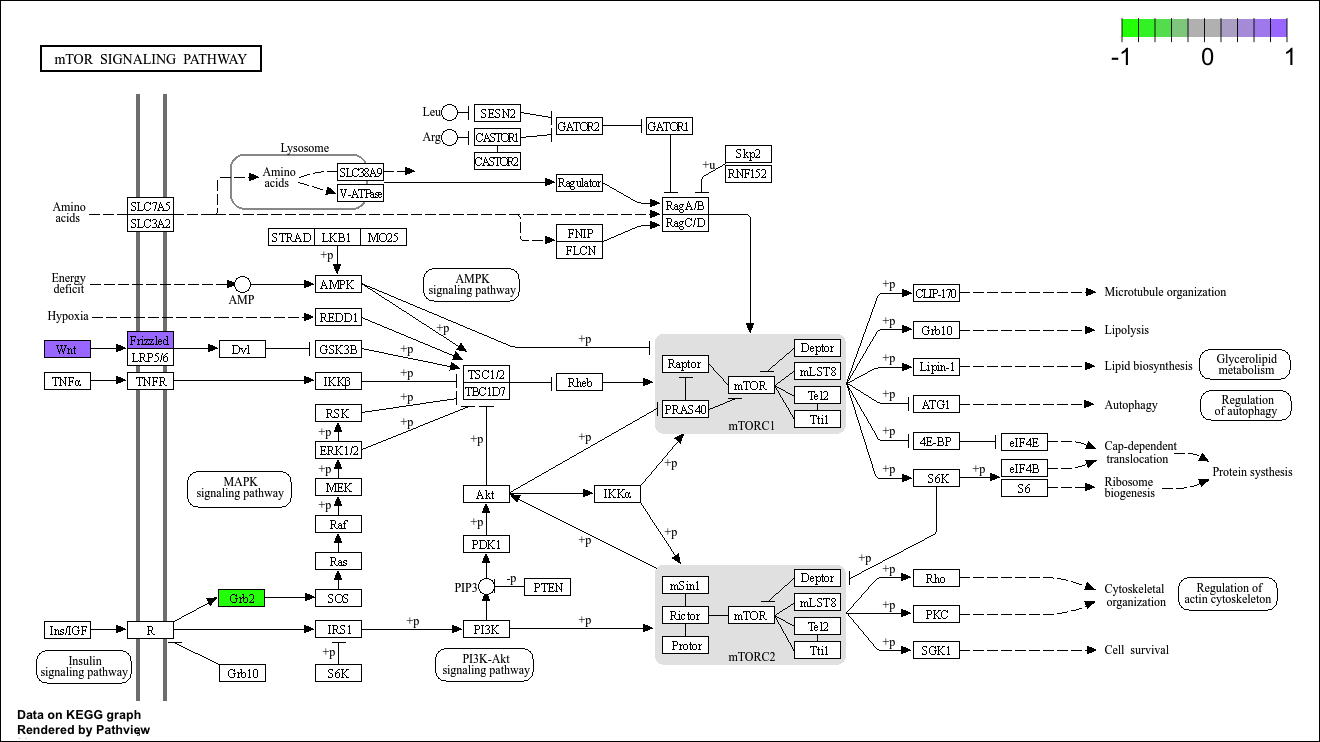 -1 0 1
mTOR SIGNALING PATHWAY
Leu
SESN2
GATOR2
GATOR1
Arg
CASTOR1
CASTOR2
Lysosome
Amino
acids
SLC38A9
V-ATPase
Ragulator
+u
Skp2
RNF152
Amino
acids
SLC7A5
SLC3A2
RagA/B
RagC/D
FNIP
FLCN
STRAD
LKB1
MO25
+p
Energy
deficit
AMP
AMPK
AMPK
signaling pathway
Hypoxia
REDD1
+p
+p
Wnt
Frizzled
LRP5/6
Dvl
GSK3B
+p
TNFα
TNFR
IKKβ
+p
TSC1/2
TBC1D7
Rheb
RSK
+p
+p
ERK1/2
+p
+p
MEK
+p
Raf
Ras
MAPK
signaling pathway
Raptor
mTOR
PRAS40
Deptor
mLST8
Tel2
Tti1
mTORC1
+p
CLIP-170
Microtubule organization
+p
Grb10
Lipolysis
+p
Lipin-1
Lipid biosynthesis
Glycerolipid
metabolism
+p
ATG1
Autophagy
Regulation
of autophagy
+p
4E-BP
eIF4E
Cap-dependent
translocation
+p
S6K
+p
eIF4B
S6
Ribosome
biogenesis
Protein systhesis
+p
+p
Akt
IKKα
+p
+p
+p
+p
PDK1
PIP3
-p
PTEN
Grb2
SOS
Ins/IGF
R
IRS1
+p
PI3K
+p
Insulin
signaling pathway
Grb10
+p
S6K
PI3K-Akt
signaling pathway
mSin1
Rictor
Protor
mTOR
Deptor
mLST8
Tel2
Tti1
mTORC2
+p
+p
Rho
+p
PKC
Cytoskeletal
organization
Regulation of
actin cytoskeleton
+p
SGK1
Cell survival
Data on KEGG graph
Rendered by Pathview